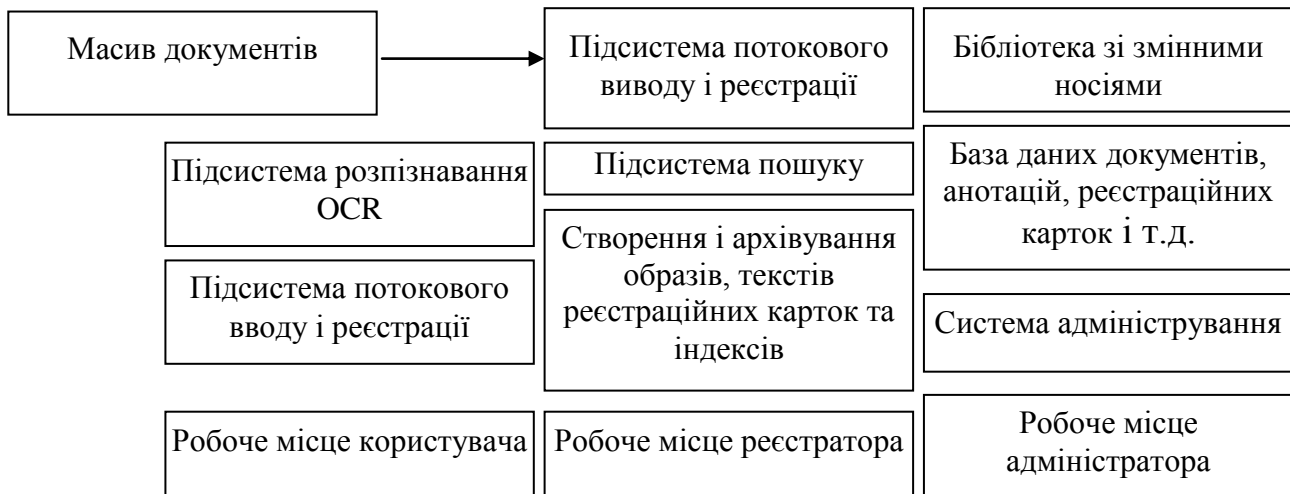 Масив документів
Підсистема потокового
виводу і реєстрації
Бібліотека зі змінними
носіями
Підсистема розпізнавання
OCR
Підсистема пошуку
База даних документів,
анотацій, реєстраційних
карток і т.д.
Підсистема потокового
вводу і реєстрації
Створення і архівування
образів, текстів
реєстраційних карток та
індексів
Система адміністрування
Робоче місце користувача
Робоче місце реєстратора
Робоче місце
адміністратора